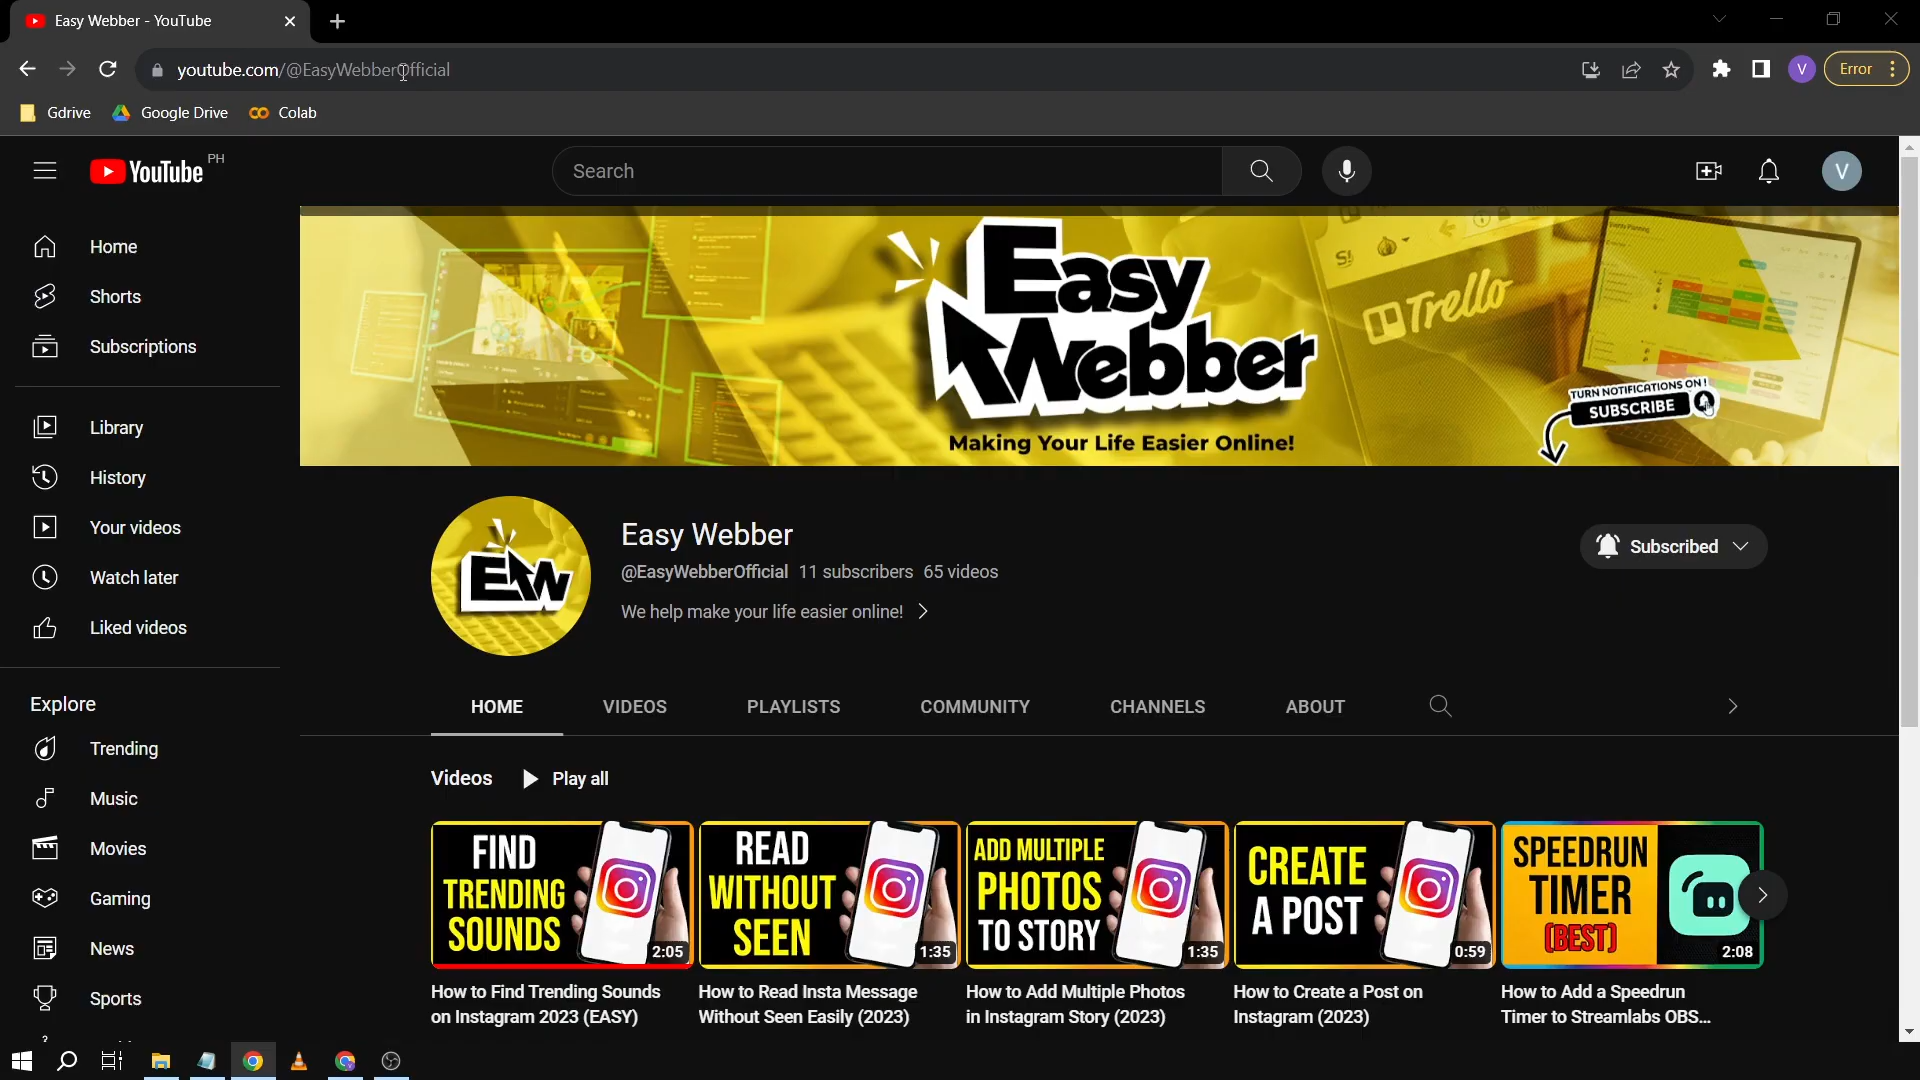 Easy Webber - YouTube
youtube.com/@EasyWebberOfficial
V
Error
Gdrive
Google Drive
Colab
YouTube
PH
Search
V
Home
Shorts
Subscriptions
Library
History
Your videos
Watch later
Liked videos
Explore
Trending
Music
Movies
Gaming
News
Sports
Easy
Webber
Making Your Life Easier Online!
Trello
TURN NOTIFICATIONS ON!
SUBSCRIBE
EW
Easy Webber
@EasyWebberOfficial 11 subscribers 65 videos
We help make your life easier online!
Subscribed
HOME
VIDEOS
PLAYLISTS
COMMUNITY
CHANNELS
ABOUT
Videos
Play all
FIND
TRENDING
SOUNDS
2:05
How to Find Trending Sounds
on Instagram 2023 (EASY)
READ
WITHOUT
SEEN
1:35
How to Read Insta Message
Without Seen Easily (2023)
ADD MULTIPLE
PHOTOS
TO STORY
1:35
How to Add Multiple Photos
in Instagram Story (2023)
CREATE
A POST
0:59
How to Create a Post on
Instagram (2023)
SPEEDRUN
TIMER
(BEST)
2:08
How to Add a Speedrun
Timer to Streamlabs OBS...